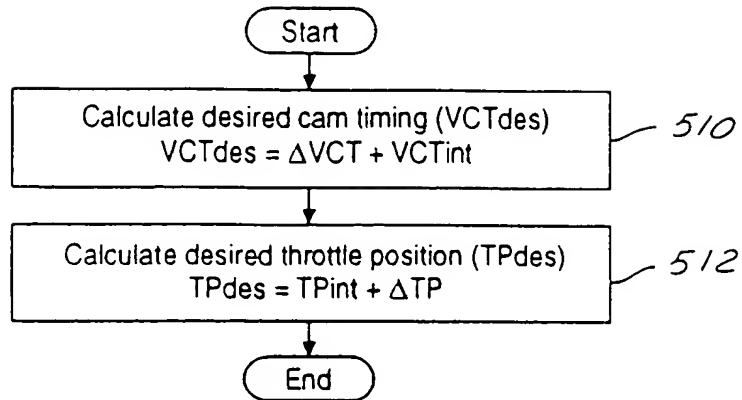 Start
Calculate desired cam timing (VCTdes)
VCTdes = ΔVCT + VCTint
510
Calculate desired throttle position (TPdes)
TPdes = TPint + ΔTP
512
End